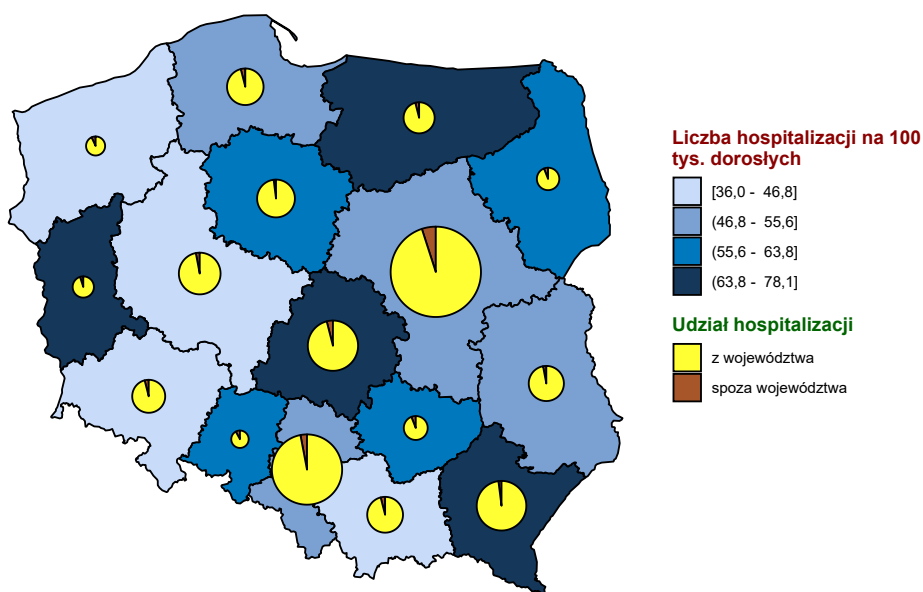 Liczba hospitalizacji na 100
tys. dorosłych
[36,0 - 46,8]
(46,8 - 55,6]
(55,6 - 63,8]
(63,8 - 78,1]
Udział hospitalizacji
z województwa
spoza województwa